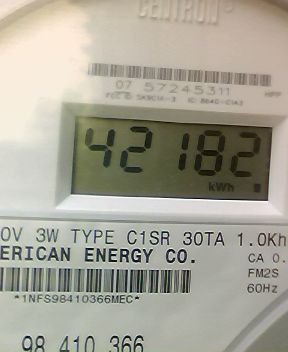 CENTRON®
07 57245311
HPP
42182
kWh
0V 3W TYPE C1SR 30TA 1.0Kh
ERICAN ENERGY CO.
CA 0.
FM2S
*1NFS98410366MEC*
60Hz
98 410 366